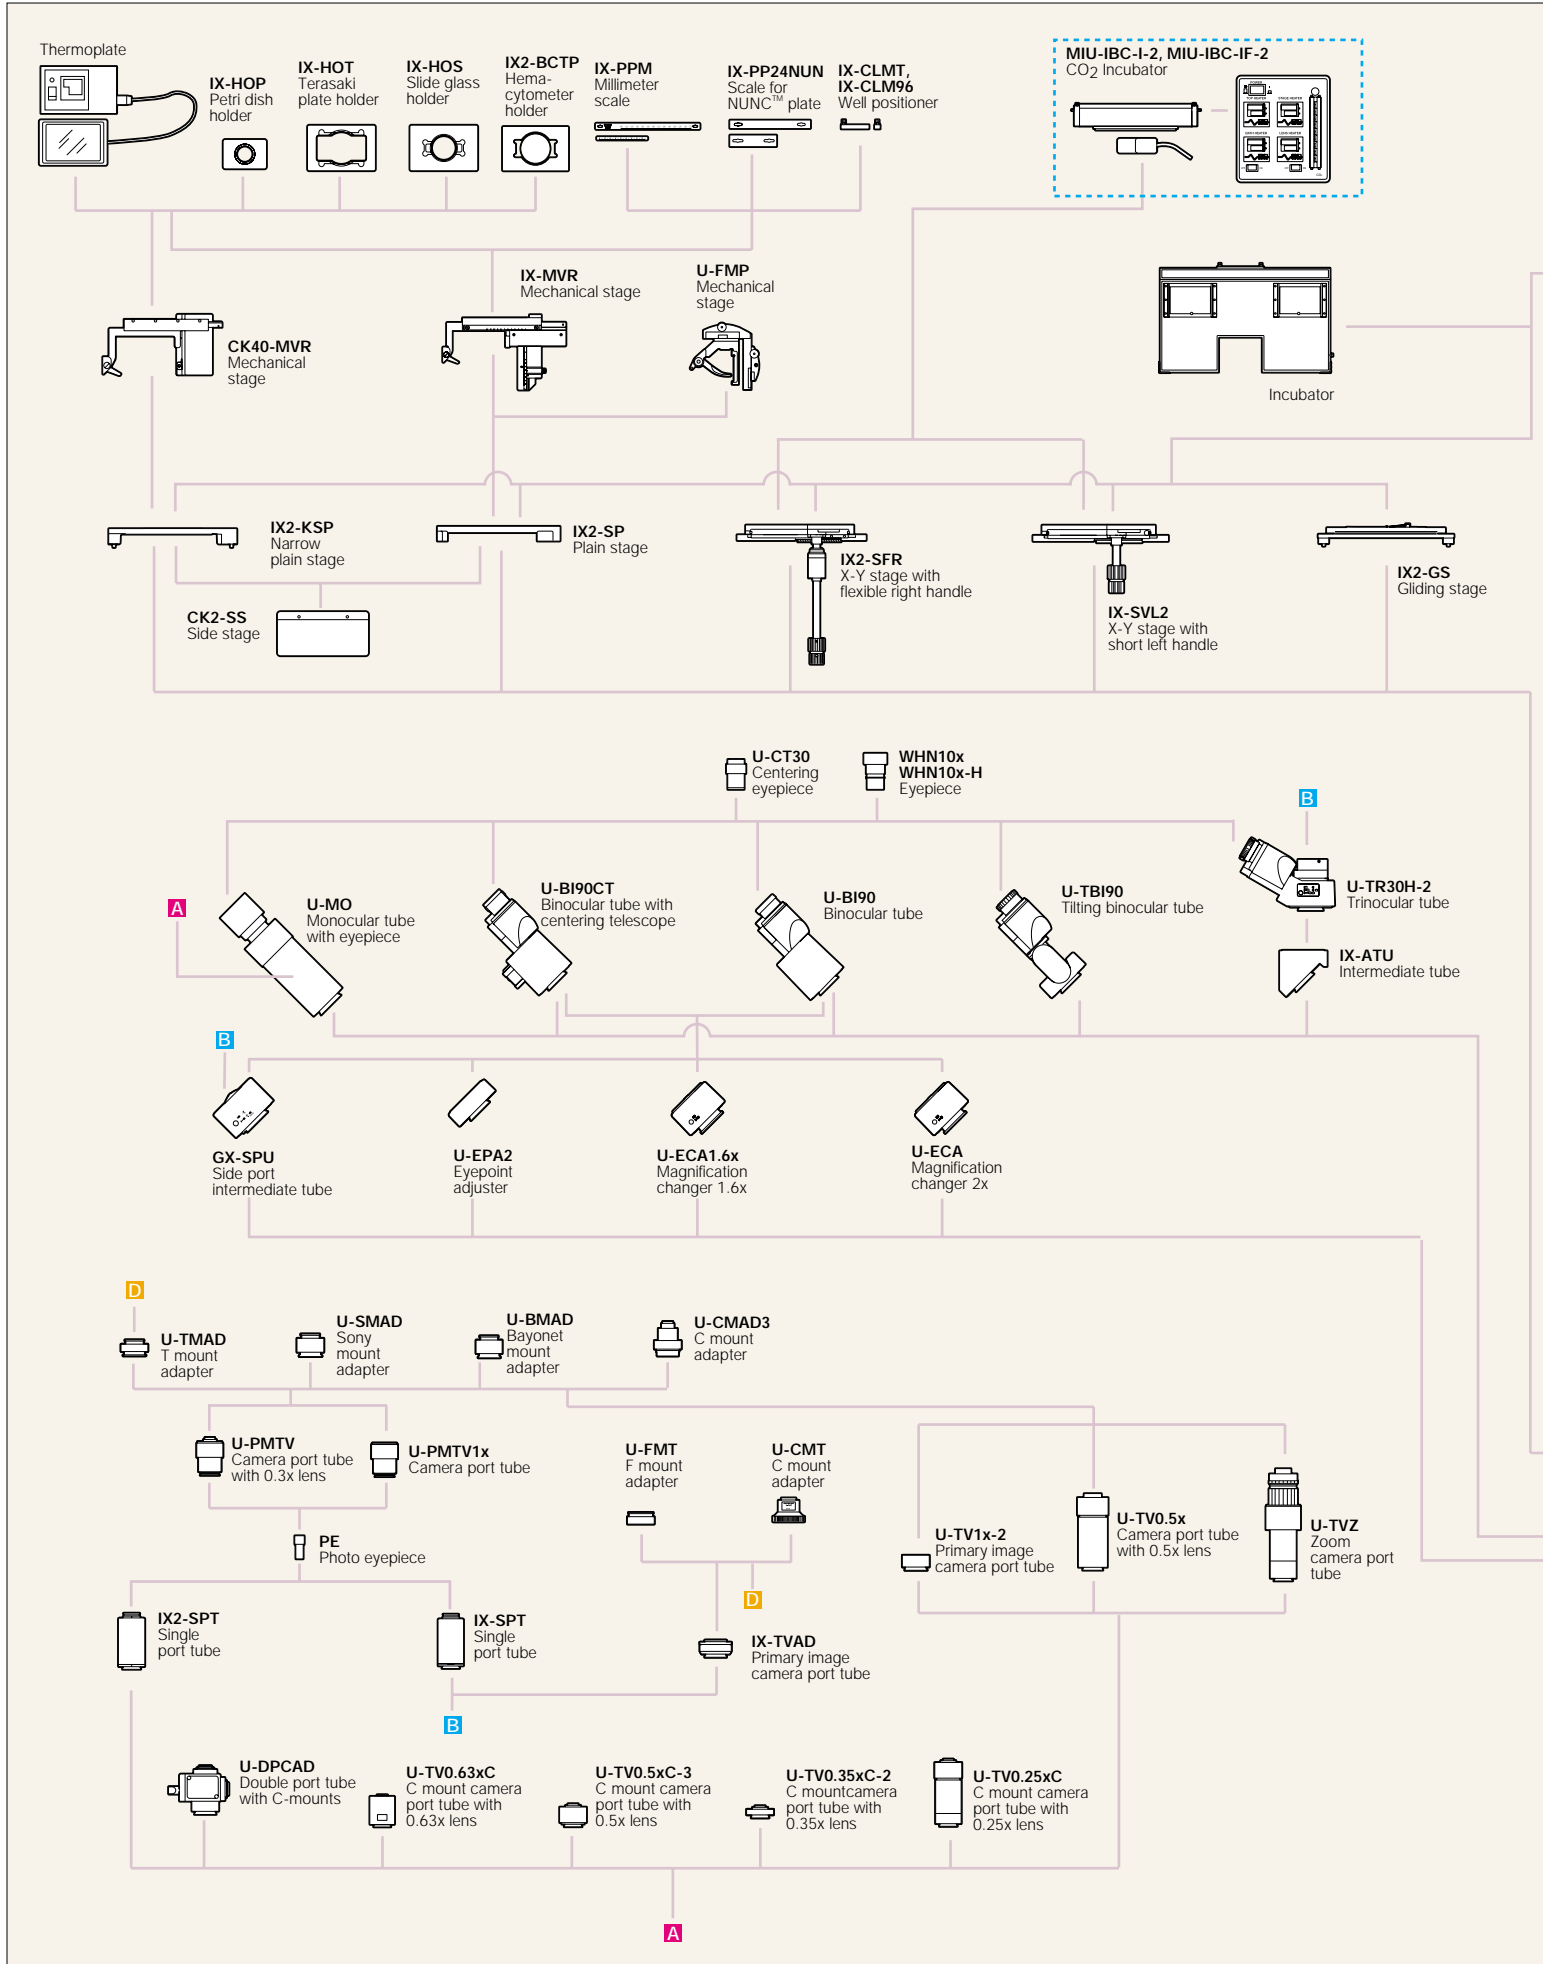 Thermoplate
IX-HOP
Petri dish
holder
IX-HOT
Terasaki
plate holder
IX-HOS
Slide glass
holder
IX2-BCTP
Hema-
cytometer
holder
IX-PPM
Millimeter
scale
IX-PP24NUN
Scale for
NUNC™ plate
IX-CLMT,
IX-CLM96
Well positioner
MIU-IBC-I-2, MIU-IBC-IF-2
CO2 Incubator
IX-MVR
Mechanical stage
U-FMP
Mechanical
stage
CK40-MVR
Mechanical
stage
Incubator
IX2-KSP
Narrow
plain stage
IX2-SP
Plain stage
IX2-SFR
X-Y stage with
flexible right handle
IX-SVL2
X-Y stage with
short left handle
IX2-GS
Gliding stage
CK2-SS
Side stage
U-CT30
Centering
eyepiece
WHN10x
WHN10x-H
Eyepiece
B
A
U-MO
Monocular tube
with eyepiece
U-BI90CT
Binocular tube with
centering telescope
U-BI90
Binocular tube
U-TBI90
Tilting binocular tube
U-TR30H-2
Trinocular tube
IX-ATU
Intermediate tube
B
GX-SPU
Side port
intermediate tube
U-EPA2
Eyepoint
adjuster
U-ECA1.6x
Magnification
changer 1.6x
U-ECA
Magnification
changer 2x
D
U-TMAD
T mount
adapter
U-SMAD
Sony
mount
adapter
U-BMAD
Bayonet
mount
adapter
U-CMAD3
C mount
adapter
U-PMTV
Camera port tube
with 0.3x lens
U-PMTV1x
Camera port tube
U-FMT
F mount
adapter
U-CMT
C mount
adapter
PE
Photo eyepiece
U-TV1x-2
Primary image
camera port tube
U-TV0.5x
Camera port tube
with 0.5x lens
U-TVZ
Zoom
camera port
tube
D
IX2-SPT
Single
port tube
IX-SPT
Single
port tube
IX-TVAD
Primary image
camera port tube
B
U-DPCAD
Double port tube
with C-mounts
U-TV0.63xC
C mount camera
port tube with
0.63x lens
U-TV0.5xC-3
C mount camera
port tube with
0.5x lens
U-TV0.35xC-2
C mountcamera
port tube with
0.35x lens
U-TV0.25xC
C mount camera
port tube with
0.25x lens
A